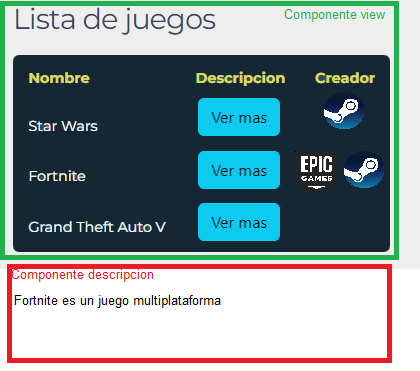 Lista de juegos
Componente view
Nombre Descripcion Creador
Star Wars Ver mas
Fortnite Ver mas EPIC GAMES
Grand Theft Auto V Ver mas
Componente descripcion
Fortnite es un juego multiplataforma